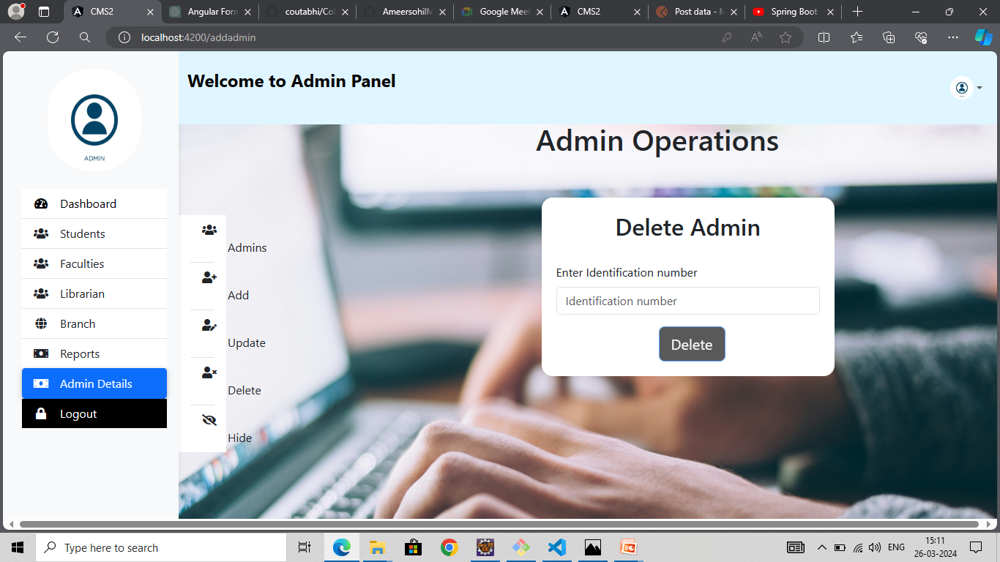 CMS2
Angular Form
coutabhi/Col
AmeersohilM
Google Meet
CMS2
Post data - M
Spring Boot
localhost:4200/addadmin
Welcome to Admin Panel
ADMIN
Dashboard
Students
Faculties
Librarian
Branch
Reports
Admin Details
Logout
Admins
Add
Update
Delete
Hide
Admin Operations
Delete Admin
Enter Identification number
Identification number
Delete
Type here to search
ENG
15:11
26-03-2024